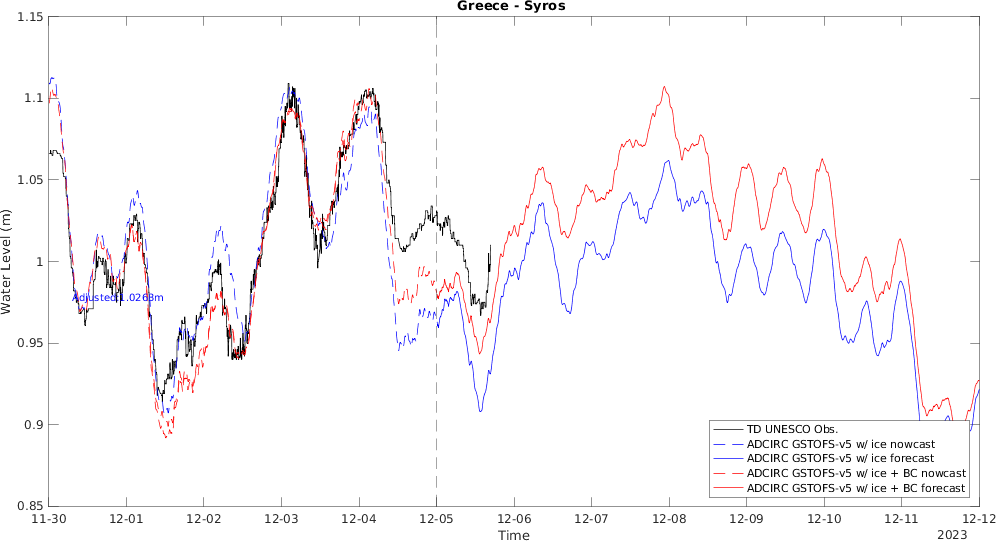 Greece - Syros
1.15
1.1
1.05
1
0.95
0.9
0.85
Water Level (m)
Adjusted:1.0263m
TD UNESCO Obs.
ADCIRC GSTOFS-v5 w/ ice nowcast
ADCIRC GSTOFS-v5 w/ ice forecast
ADCIRC GSTOFS-v5 w/ ice + BC nowcast
ADCIRC GSTOFS-v5 w/ ice + BC forecast
11-30 12-01 12-02 12-03 12-04 12-05 12-06 12-07 12-08 12-09 12-10 12-11 12-12
Time
2023